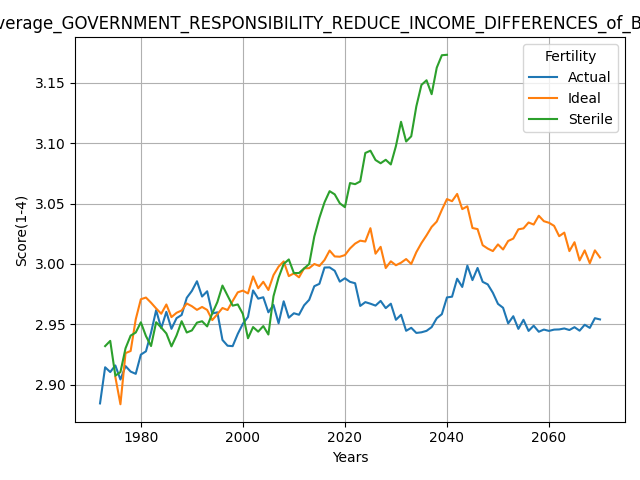 verage_GOVERNMENT_RESPONSIBILITY_REDUCE_INCOME_DIFFERENCES_of_B
Fertility
Actual
Ideal
Sterile
Score(1-4)
3.15
3.10
3.05
3.00
2.95
2.90
1980 2000 2020 2040 2060
Years